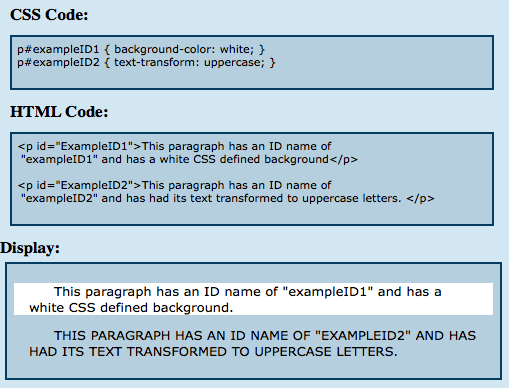 CSS Code:
p#exampleID1 { background-color: white; }
p#exampleID2 { text-transform: uppercase; }
HTML Code:
<p id="ExampleID1">This paragraph has an ID name of
"exampleID1" and has a white CSS defined background</p>
<p id="ExampleID2">This paragraph has an ID name of
"exampleID2" and has had its text transformed to uppercase letters. </p>
Display:
This paragraph has an ID name of "exampleID1" and has a
white CSS defined background.
THIS PARAGRAPH HAS AN ID NAME OF "EXAMPLEID2" AND HAS
HAD ITS TEXT TRANSFORMED TO UPPERCASE LETTERS.